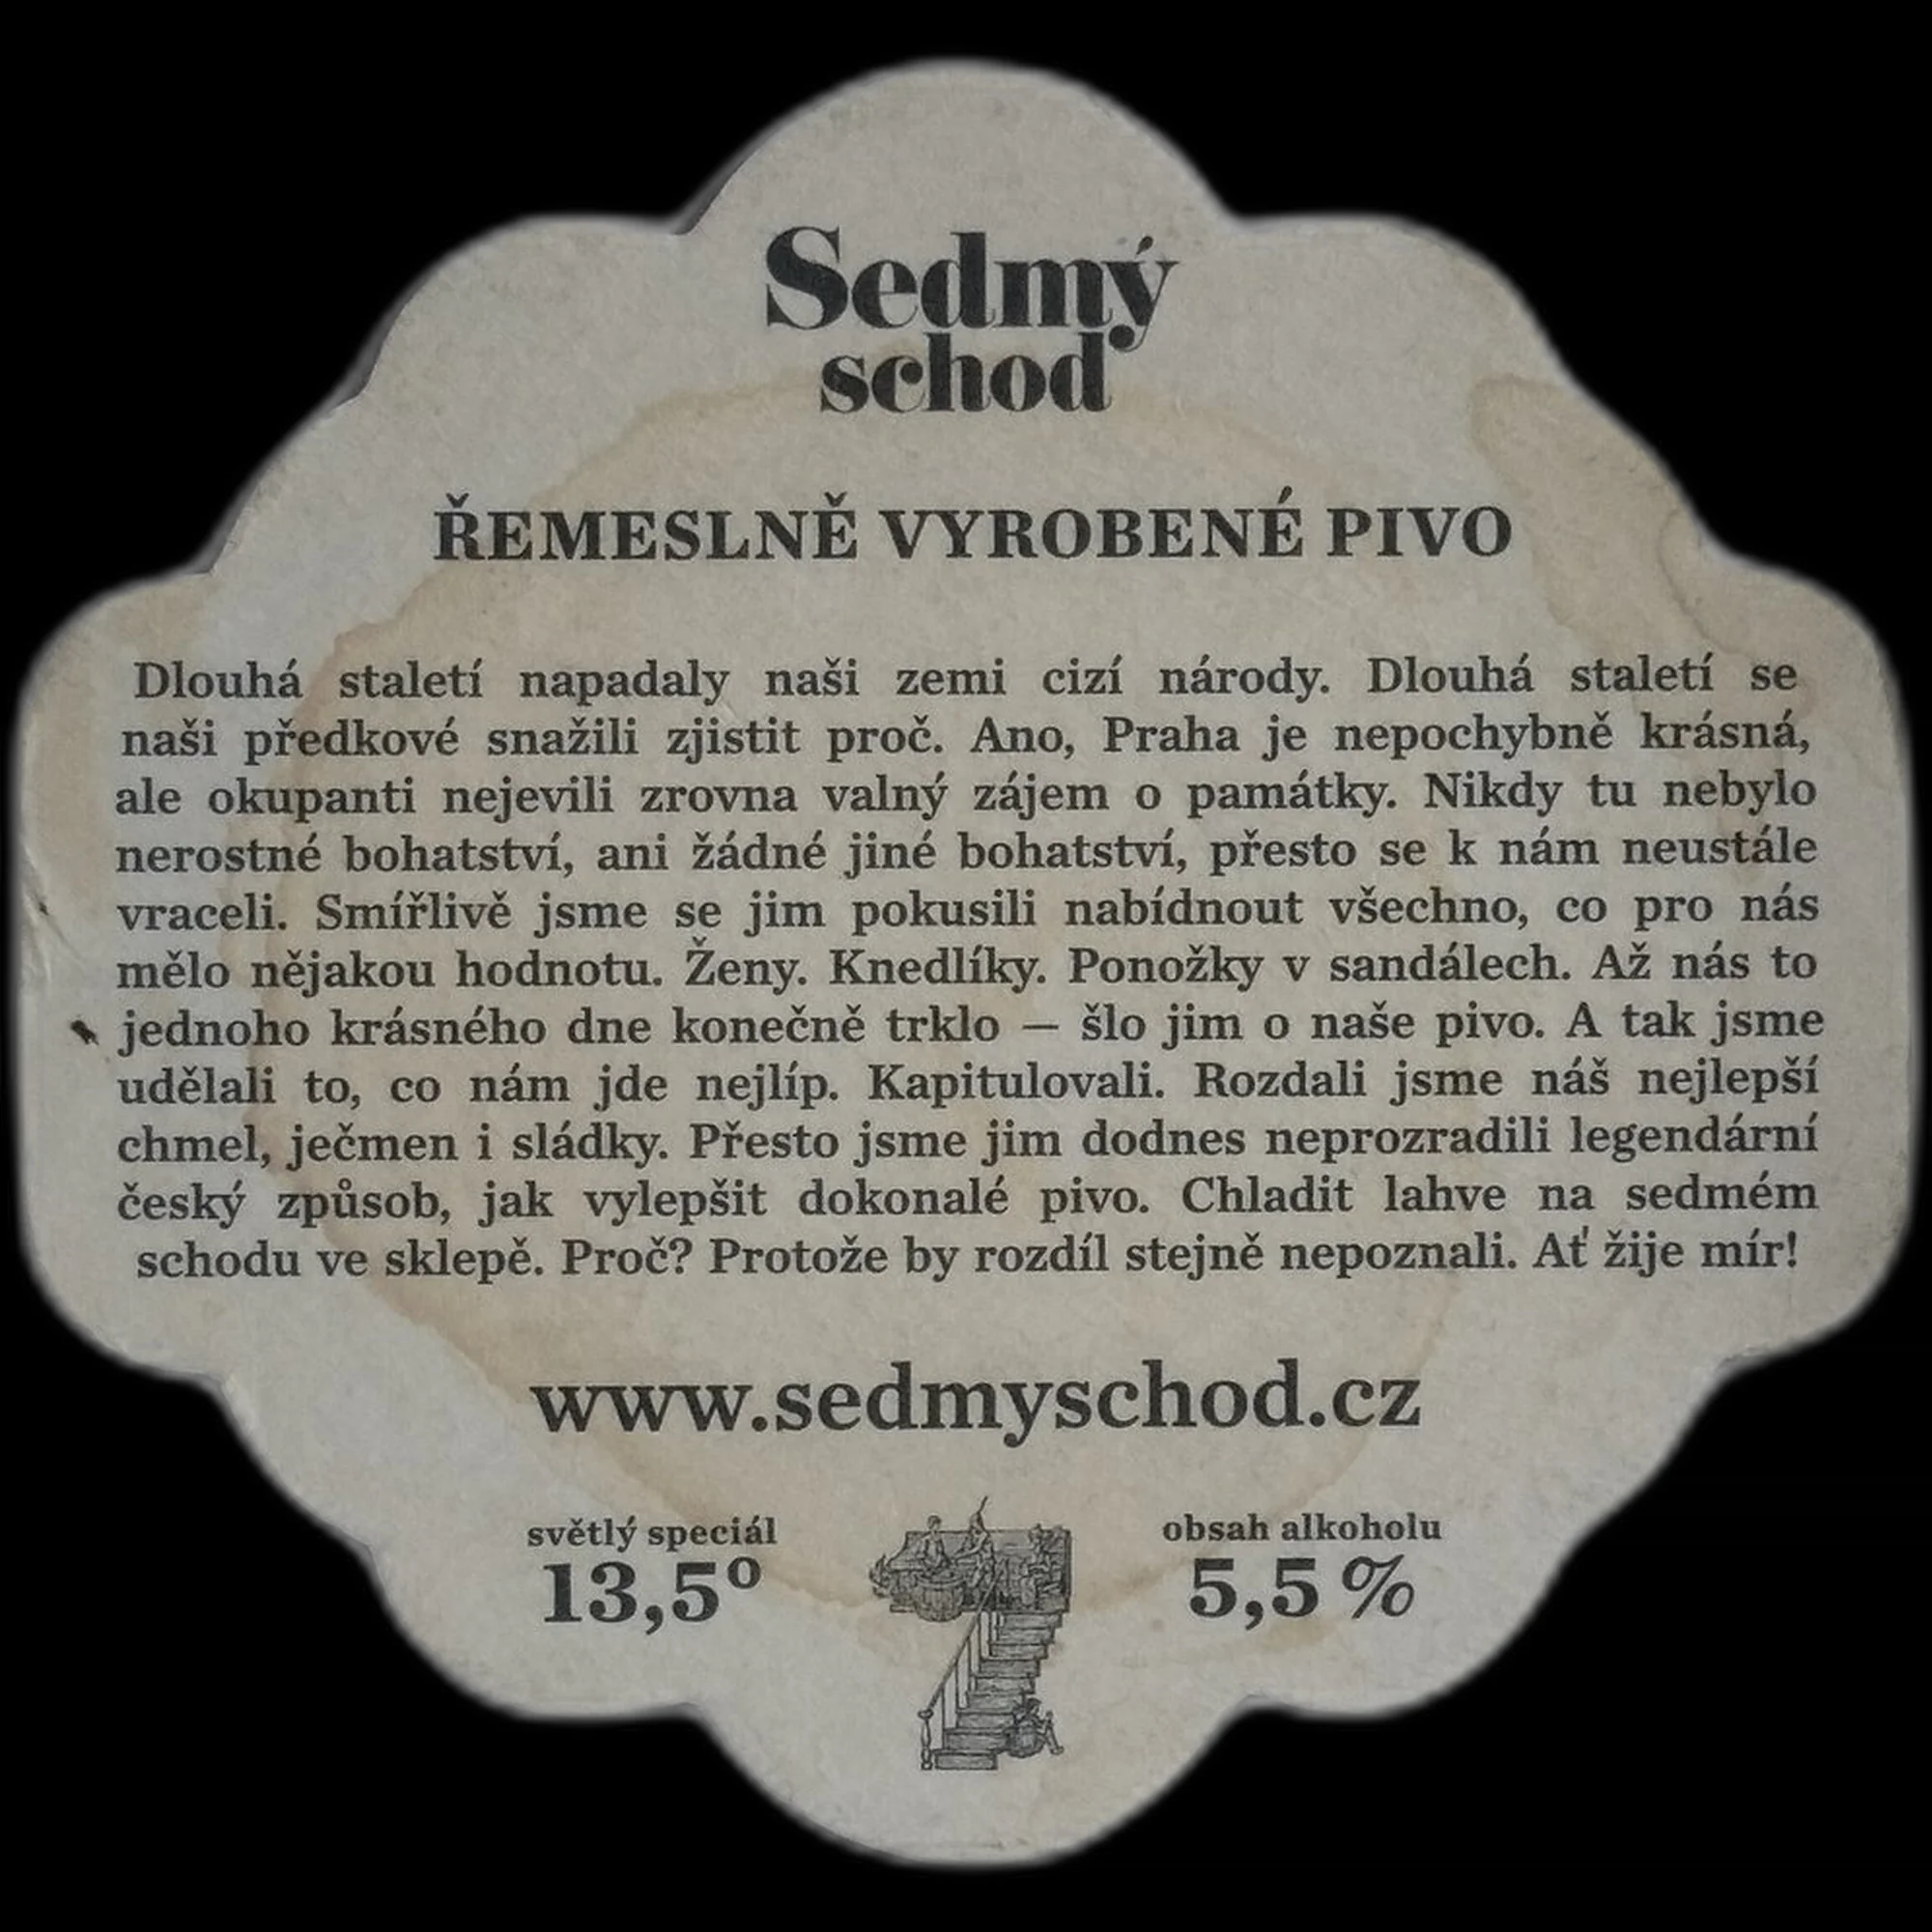 Sedmý
schod
ŘEMESLNĚ VYROBENÉ PIVO
Dlouhá staletí napadaly naši zemi cizí národy. Dlouhá staletí se
naši předkové snažili zjistit proč. Ano, Praha je nepochybně krásná,
ale okupanti nejevili zrovna valný zájem o památky. Nikdy tu nebylo
nerostné bohatství, ani žádné jiné bohatství, přesto se k nám neustále
vraceli. Smířlivě jsme se jim pokusili nabídnout všechno, co pro nás
mělo nějakou hodnotu. Ženy. Knedlíky. Ponožky v sandálech. Až nás to
jednoho krásného dne konečně trklo — šlo jim o naše pivo. A tak jsme
udělali to, co nám jde nejlíp. Kapitulovali. Rozdali jsme náš nejlepší
chmel, ječmen i sládky. Přesto jsme jim dodnes neprozradili legendární
český způsob, jak vylepšit dokonalé pivo. Chladit lahve na sedmém
schodu ve sklepě. Proč? Protože by rozdíl stejně nepoznali. Ať žije mír!
www.sedmyschod.cz
světlý speciál
13,5º
obsah alkoholu
5,5 %